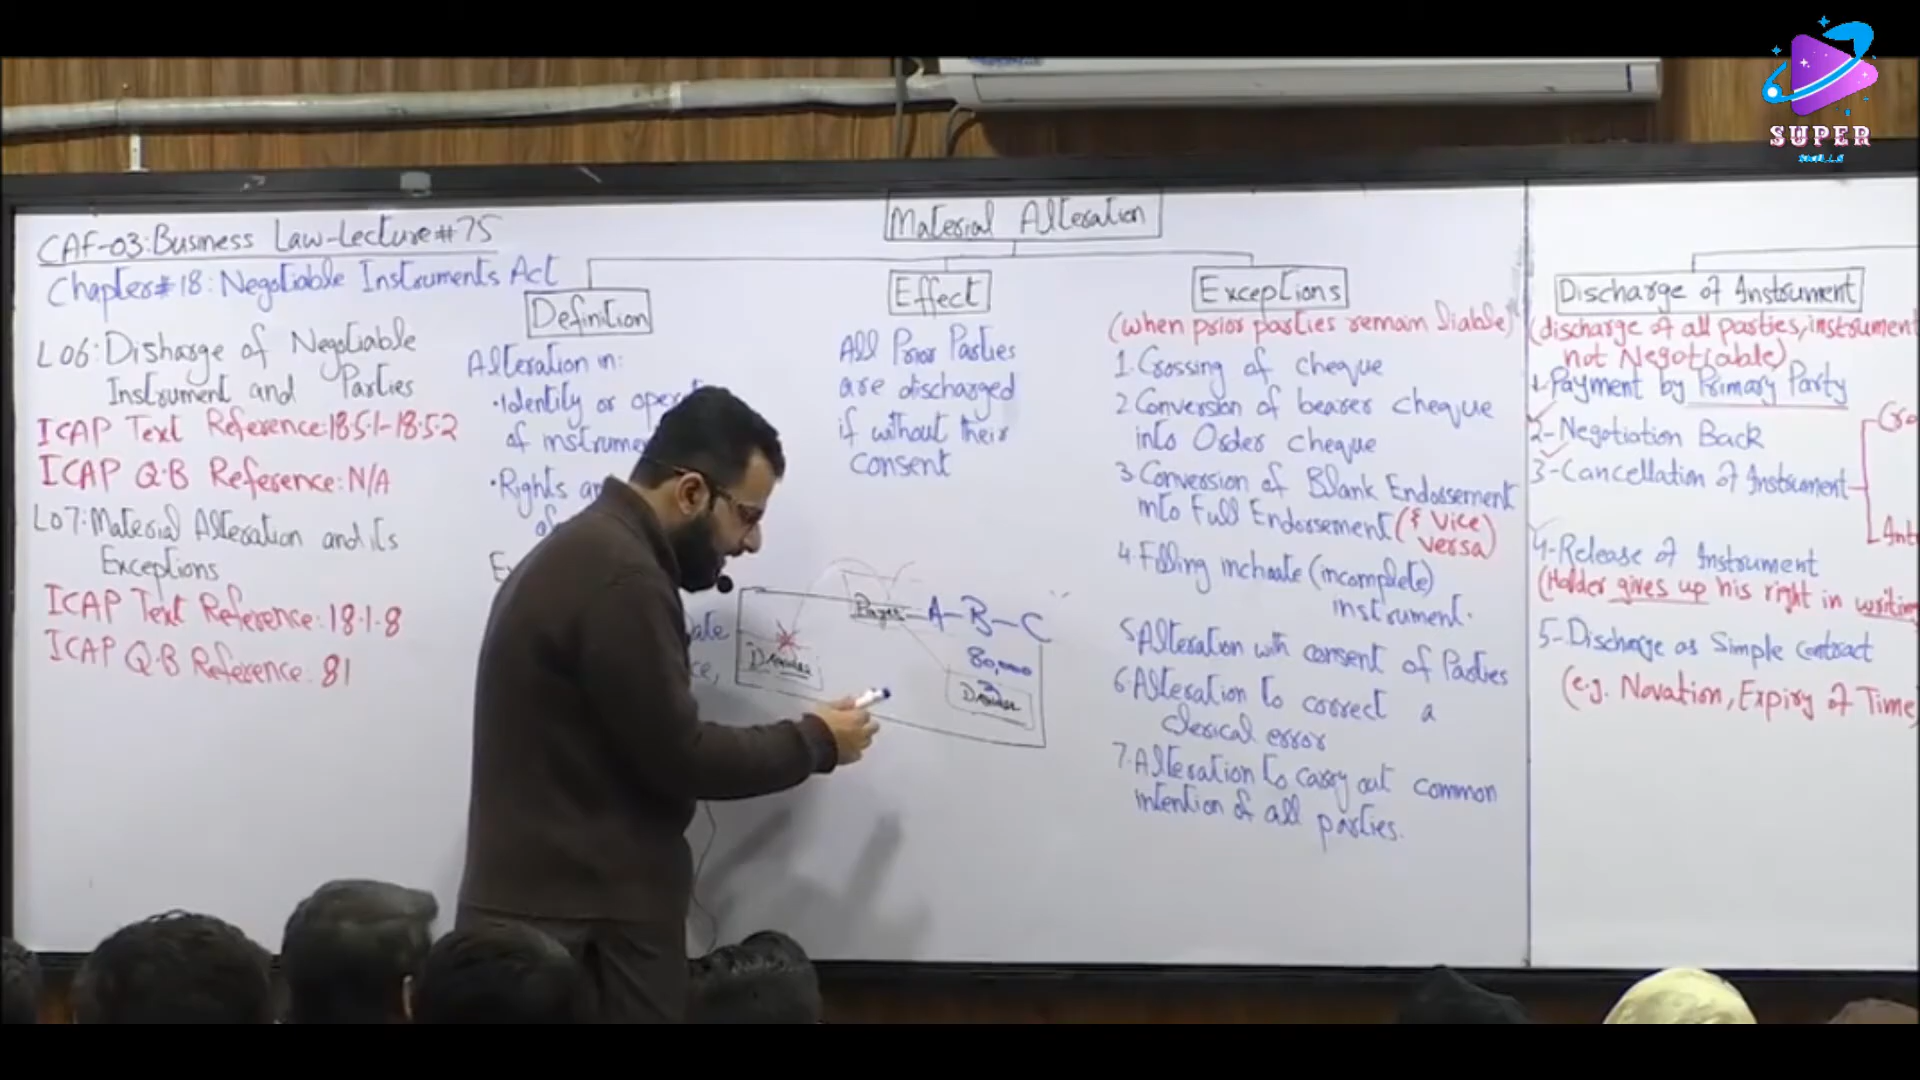 SUPER
CAF-03: Business Law-Lecture#75
Chapter#18: Negotiable Instruments Act
LO6: Disharge of Negotiable
Instrument and Parties
ICAP Text Reference: 18.5.1-18.5.2
ICAP Q.B Reference: N/A
LO7: Material Alteration and its
Exceptions
ICAP Text Reference: 18.1.8
ICAP Q.B Reference: 81
Material Alteration
Definition
Alteration in:
• Identity or
of
• Rights
Effect
All Prior Parties
are discharged
if without their
consent
A-B-C
80,000
Drawee
Exceptions
(when prior parties remain liable)
1. Crossing of cheque
2 Conversion of bearer cheque
into Order cheque
3 Conversion of Blank Endorsement
into Full Endorsement (& Vice
versa)
4 Filling inchoate (incomplete)
instrument.
5 Alteration with consent of Parties
6. Alteration to correct a
clerical error
7. Alteration to carry out common
intention of all parties.
Discharge of Instrument
(discharge of all parties, instrument
not Negotiable)
1. Payment by Primary Party
2- Negotiation Back
3- Cancellation of Instrument
4- Release of Instrument
(Holder gives up his right in writing
5- Discharge as Simple contract
(e.g. Novation, Expiry of Time